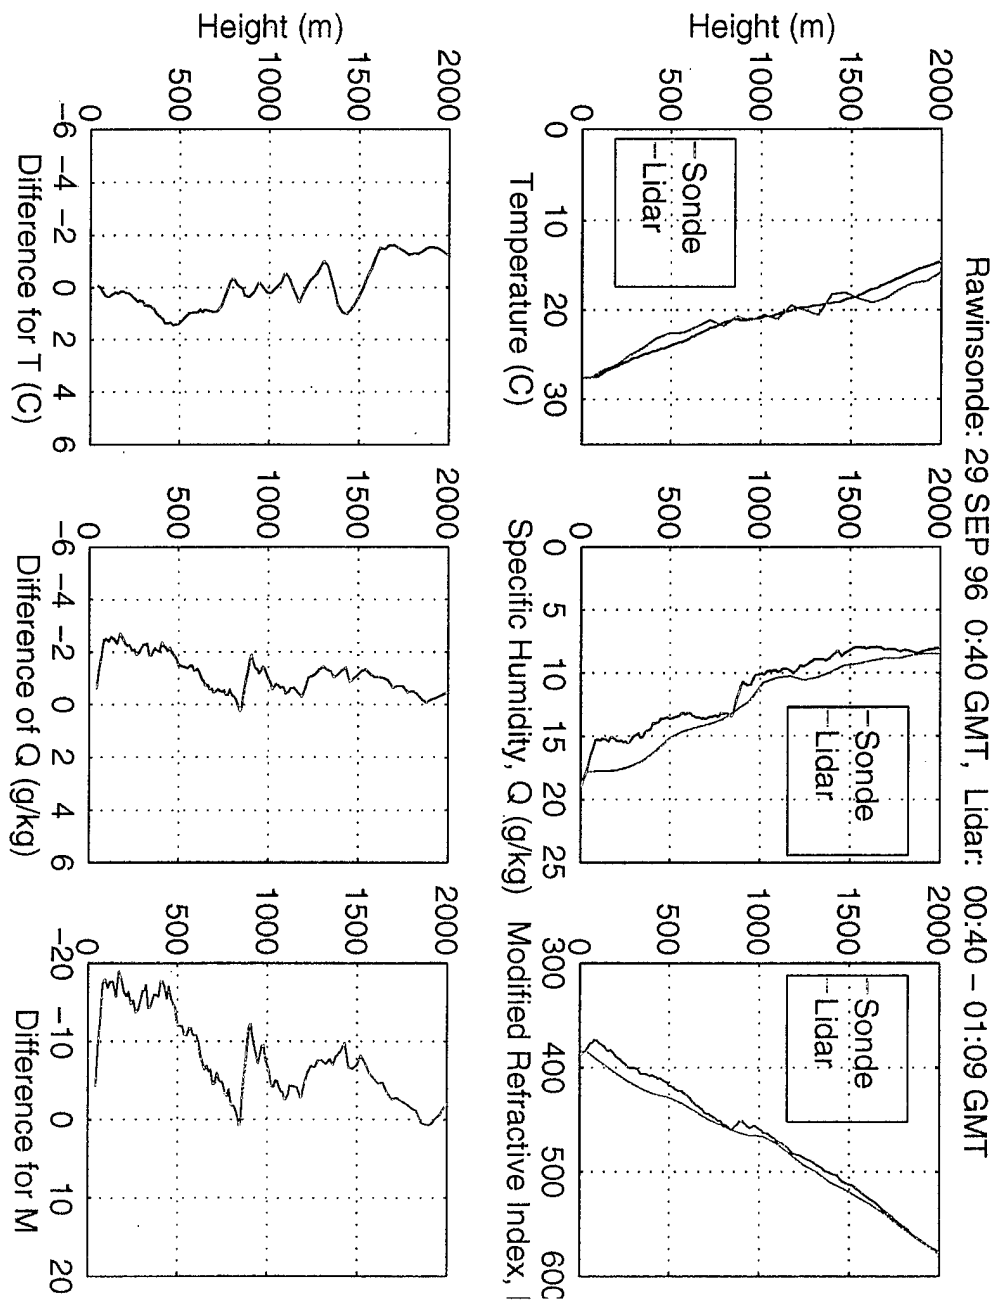 Rawinsonde: 29 SEP 96 0:40 GMT, Lidar: 00:40 – 01:09 GMT
Height (m)
2000
1500
1000
500
0
0 10 20 30
Temperature (C)
Sonde
Lidar
2000
1500
1000
500
0
0 5 10 15 20 25
Specific Humidity, Q (g/kg)
Sonde
Lidar
2000
1500
1000
500
0
300 400 500 600
Modified Refractive Index,
Sonde
Lidar
Height (m)
2000
1500
1000
500
0
−6 −4 −2 0 2 4 6
Difference for T (C)
2000
1500
1000
500
0
−6 −4 −2 0 2 4 6
Difference of Q (g/kg)
2000
1500
1000
500
0
−20 −10 0 10 20
Difference for M